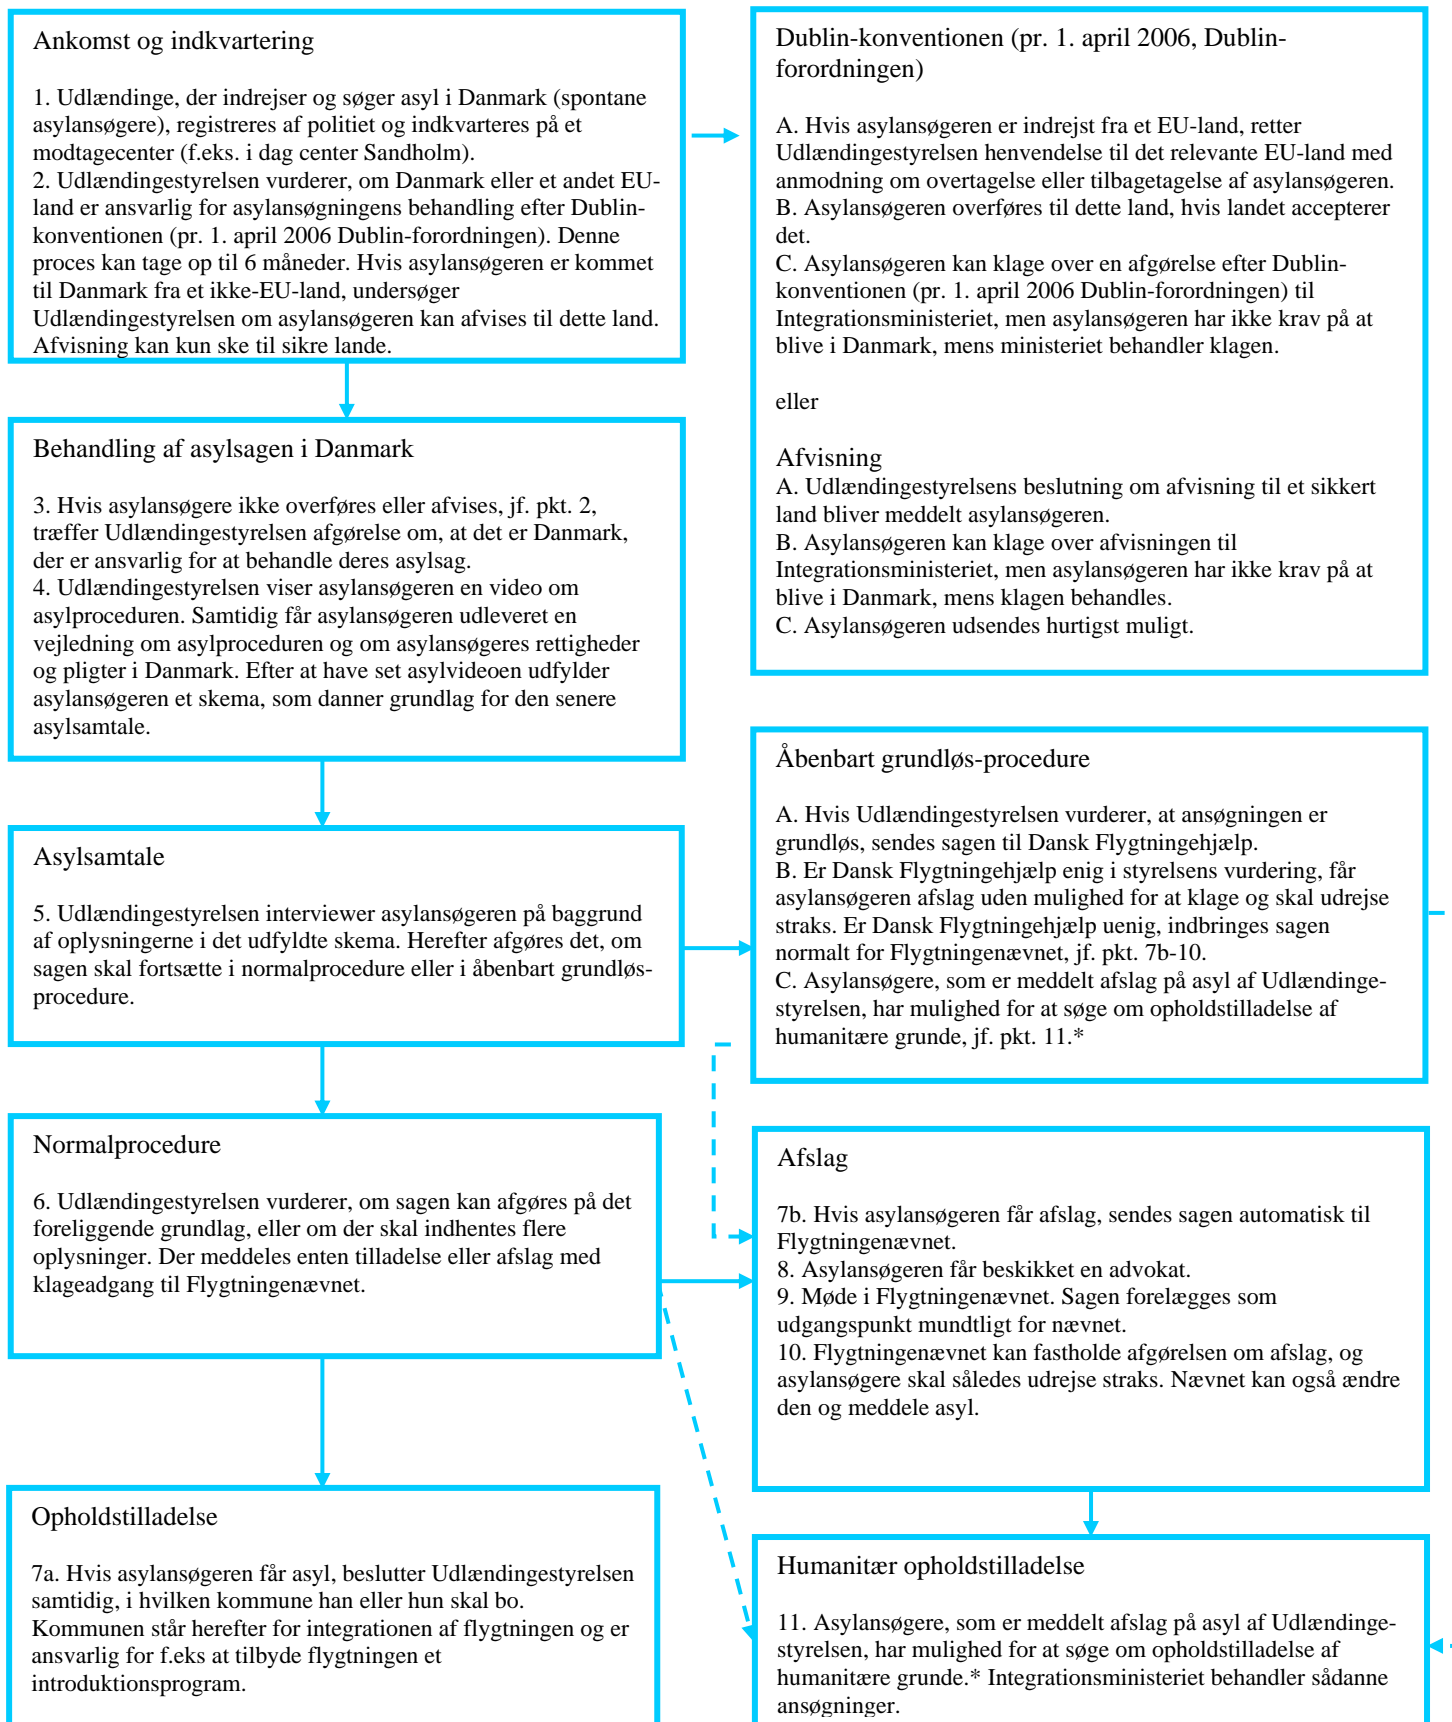 Ankomst og indkvartering
1. Udlændinge, der indrejser og søger asyl i Danmark (spontane
asylansøgere), registreres af politiet og indkvarteres på et
modtagecenter (f.eks. i dag center Sandholm).
2. Udlændingestyrelsen vurderer, om Danmark eller et andet EU-
land er ansvarlig for asylansøgningens behandling efter Dublin-
konventionen (pr. 1. april 2006 Dublin-forordningen). Denne
proces kan tage op til 6 måneder. Hvis asylansøgeren er kommet
til Danmark fra et ikke-EU-land, undersøger
Udlændingestyrelsen om asylansøgeren kan afvises til dette land.
Afvisning kan kun ske til sikre lande.
Dublin-konventionen (pr. 1. april 2006, Dublin-
forordningen)
A. Hvis asylansøgeren er indrejst fra et EU-land, retter
Udlændingestyrelsen henvendelse til det relevante EU-land med
anmodning om overtagelse eller tilbagetagelse af asylansøgeren.
B. Asylansøgeren overføres til dette land, hvis landet accepterer
det.
C. Asylansøgeren kan klage over en afgørelse efter Dublin-
konventionen (pr. 1. april 2006 Dublin-forordningen) til
Integrationsministeriet, men asylansøgeren har ikke krav på at
blive i Danmark, mens ministeriet behandler klagen.
eller
Afvisning
A. Udlændingestyrelsens beslutning om afvisning til et sikkert
land bliver meddelt asylansøgeren.
B. Asylansøgeren kan klage over afvisningen til
Integrationsministeriet, men asylansøgeren har ikke krav på at
blive i Danmark, mens klagen behandles.
C. Asylansøgeren udsendes hurtigst muligt.
Behandling af asylsagen i Danmark
3. Hvis asylansøgere ikke overføres eller afvises, jf. pkt. 2,
træffer Udlændingestyrelsen afgørelse om, at det er Danmark,
der er ansvarlig for at behandle deres asylsag.
4. Udlændingestyrelsen viser asylansøgeren en video om
asylproceduren. Samtidig får asylansøgeren udleveret en
vejledning om asylproceduren og om asylansøgeres rettigheder
og pligter i Danmark. Efter at have set asylvideoen udfylder
asylansøgeren et skema, som danner grundlag for den senere
asylsamtale.
Åbenbart grundløs-procedure
A. Hvis Udlændingestyrelsen vurderer, at ansøgningen er
grundløs, sendes sagen til Dansk Flygtningehjælp.
B. Er Dansk Flygtningehjælp enig i styrelsens vurdering, får
asylansøgeren afslag uden mulighed for at klage og skal udrejse
straks. Er Dansk Flygtningehjælp uenig, indbringes sagen
normalt for Flygtningenævnet, jf. pkt. 7b-10.
C. Asylansøgere, som er meddelt afslag på asyl af Udlændinge-
styrelsen, har mulighed for at søge om opholdstilladelse af
humanitære grunde, jf. pkt. 11.*
Asylsamtale
5. Udlændingestyrelsen interviewer asylansøgeren på baggrund
af oplysningerne i det udfyldte skema. Herefter afgøres det, om
sagen skal fortsætte i normalprocedure eller i åbenbart grundløs-
procedure.
Normalprocedure
6. Udlændingestyrelsen vurderer, om sagen kan afgøres på det
foreliggende grundlag, eller om der skal indhentes flere
oplysninger. Der meddeles enten tilladelse eller afslag med
klageadgang til Flygtningenævnet.
Afslag
7b. Hvis asylansøgeren får afslag, sendes sagen automatisk til
Flygtningenævnet.
8. Asylansøgeren får beskikket en advokat.
9. Møde i Flygtningenævnet. Sagen forelægges som
udgangspunkt mundtligt for nævnet.
10. Flygtningenævnet kan fastholde afgørelsen om afslag, og
asylansøgere skal således udrejse straks. Nævnet kan også ændre
den og meddele asyl.
Opholdstilladelse
7a. Hvis asylansøgeren får asyl, beslutter Udlændingestyrelsen
samtidig, i hvilken kommune han eller hun skal bo.
Kommunen står herefter for integrationen af flygtningen og er
ansvarlig for f.eks at tilbyde flygtningen et
introduktionsprogram.
Humanitær opholdstilladelse
11. Asylansøgere, som er meddelt afslag på asyl af Udlændinge-
styrelsen, har mulighed for at søge om opholdstilladelse af
humanitære grunde.* Integrationsministeriet behandler sådanne
ansøgninger.